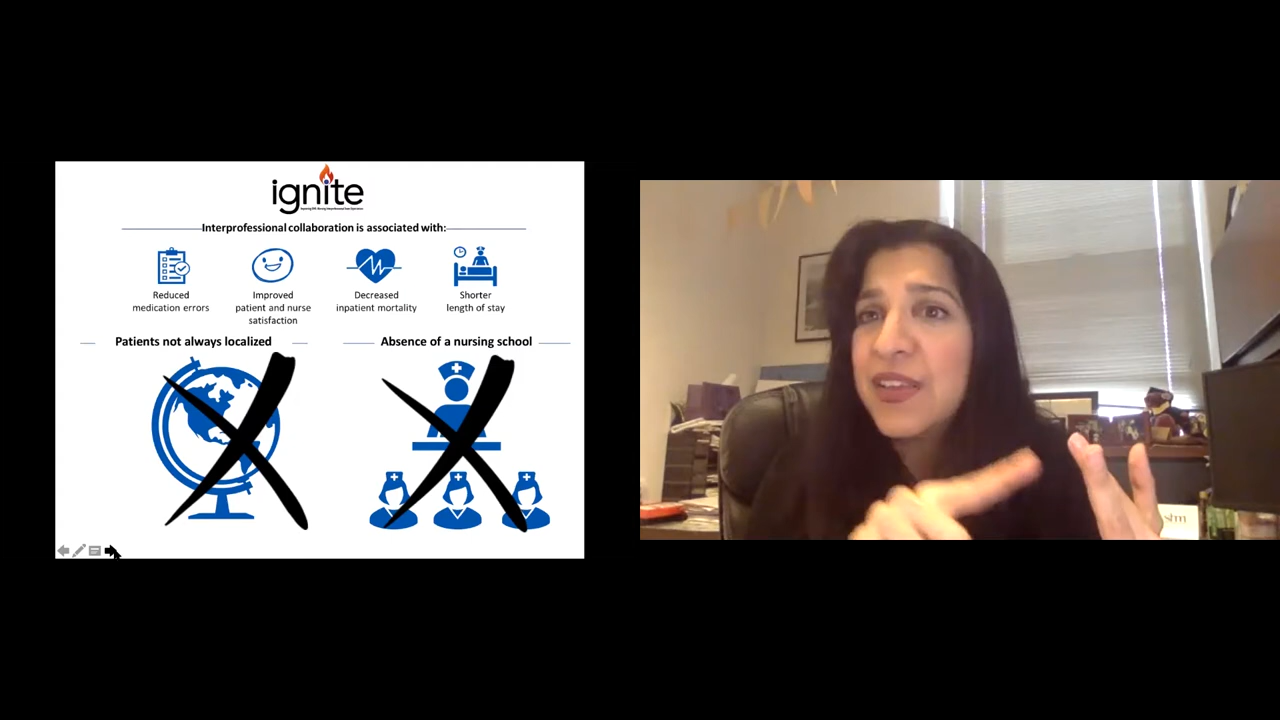 ignite
Interprofessional collaboration is associated with:
Reduced
medication errors
Improved
patient and nurse
satisfaction
Decreased
inpatient mortality
Shorter
length of stay
Patients not always localized
Absence of a nursing school